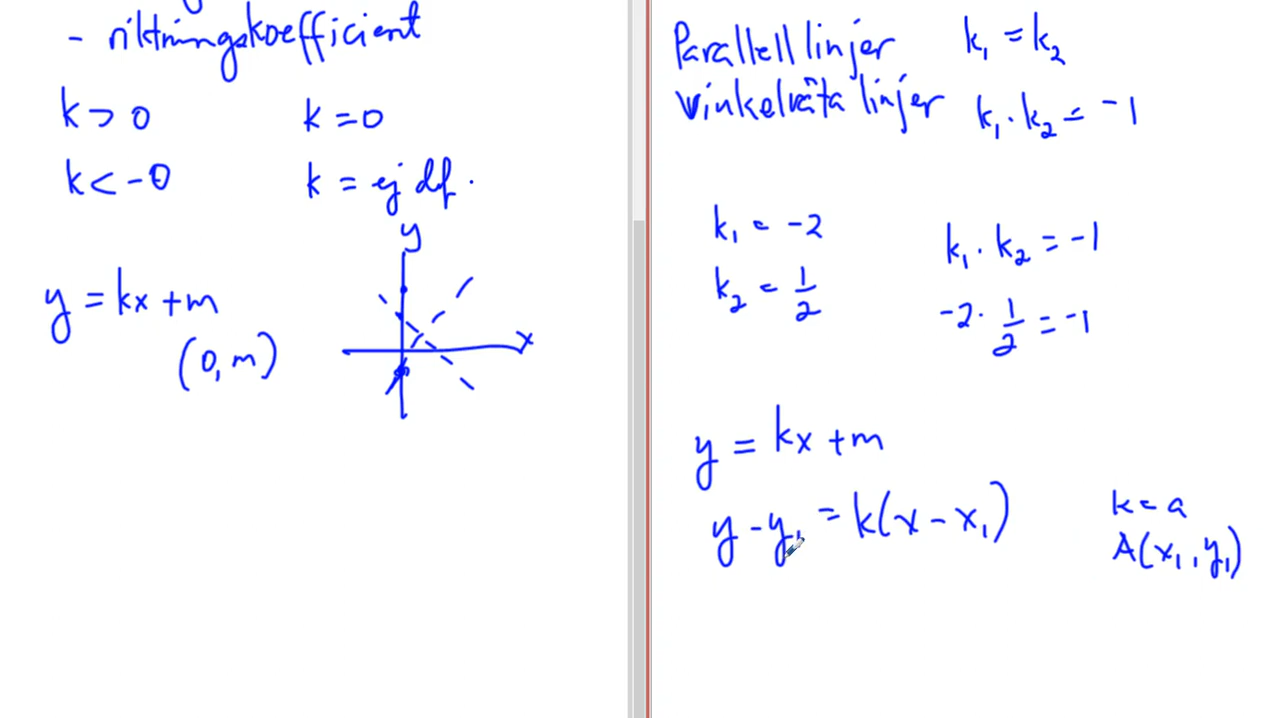 - riktningskoefficient
k > 0    k = 0
k < -0    k = ej df.
y = kx + m
(0, m)
y
x
Parallell linjer    k₁ = k₂
vinkelräta linjer    k₁ · k₂ = -1
k₁ = -2    k₁ · k₂ = -1
k₂ = 1/2    -2 · 1/2 = -1
y = kx + m
y - y₁ = k(x - x₁)    k = a
A(x₁, y₁)